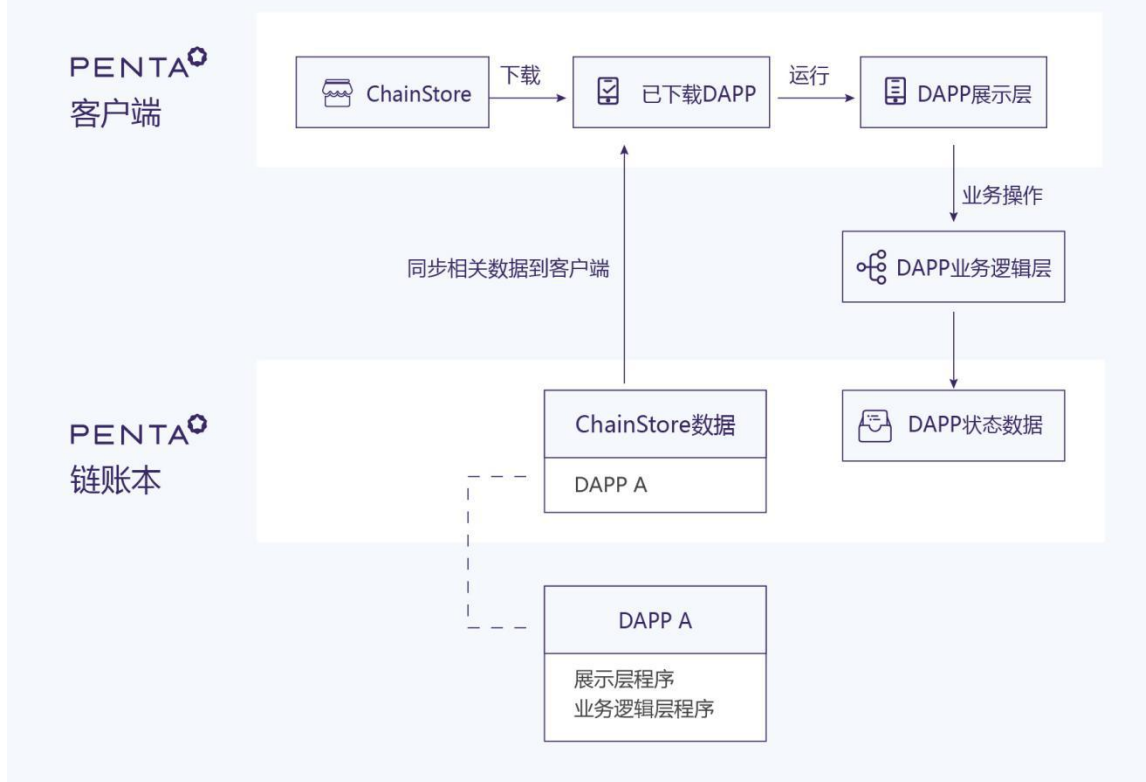 PENTA
客户端
ChainStore
下载
已下载DAPP
运行
DAPP展示层
业务操作
同步相关数据到客户端
DAPP业务逻辑层
PENTA
链账本
ChainStore数据
DAPP A
DAPP状态数据
DAPP A
展示层程序
业务逻辑层程序